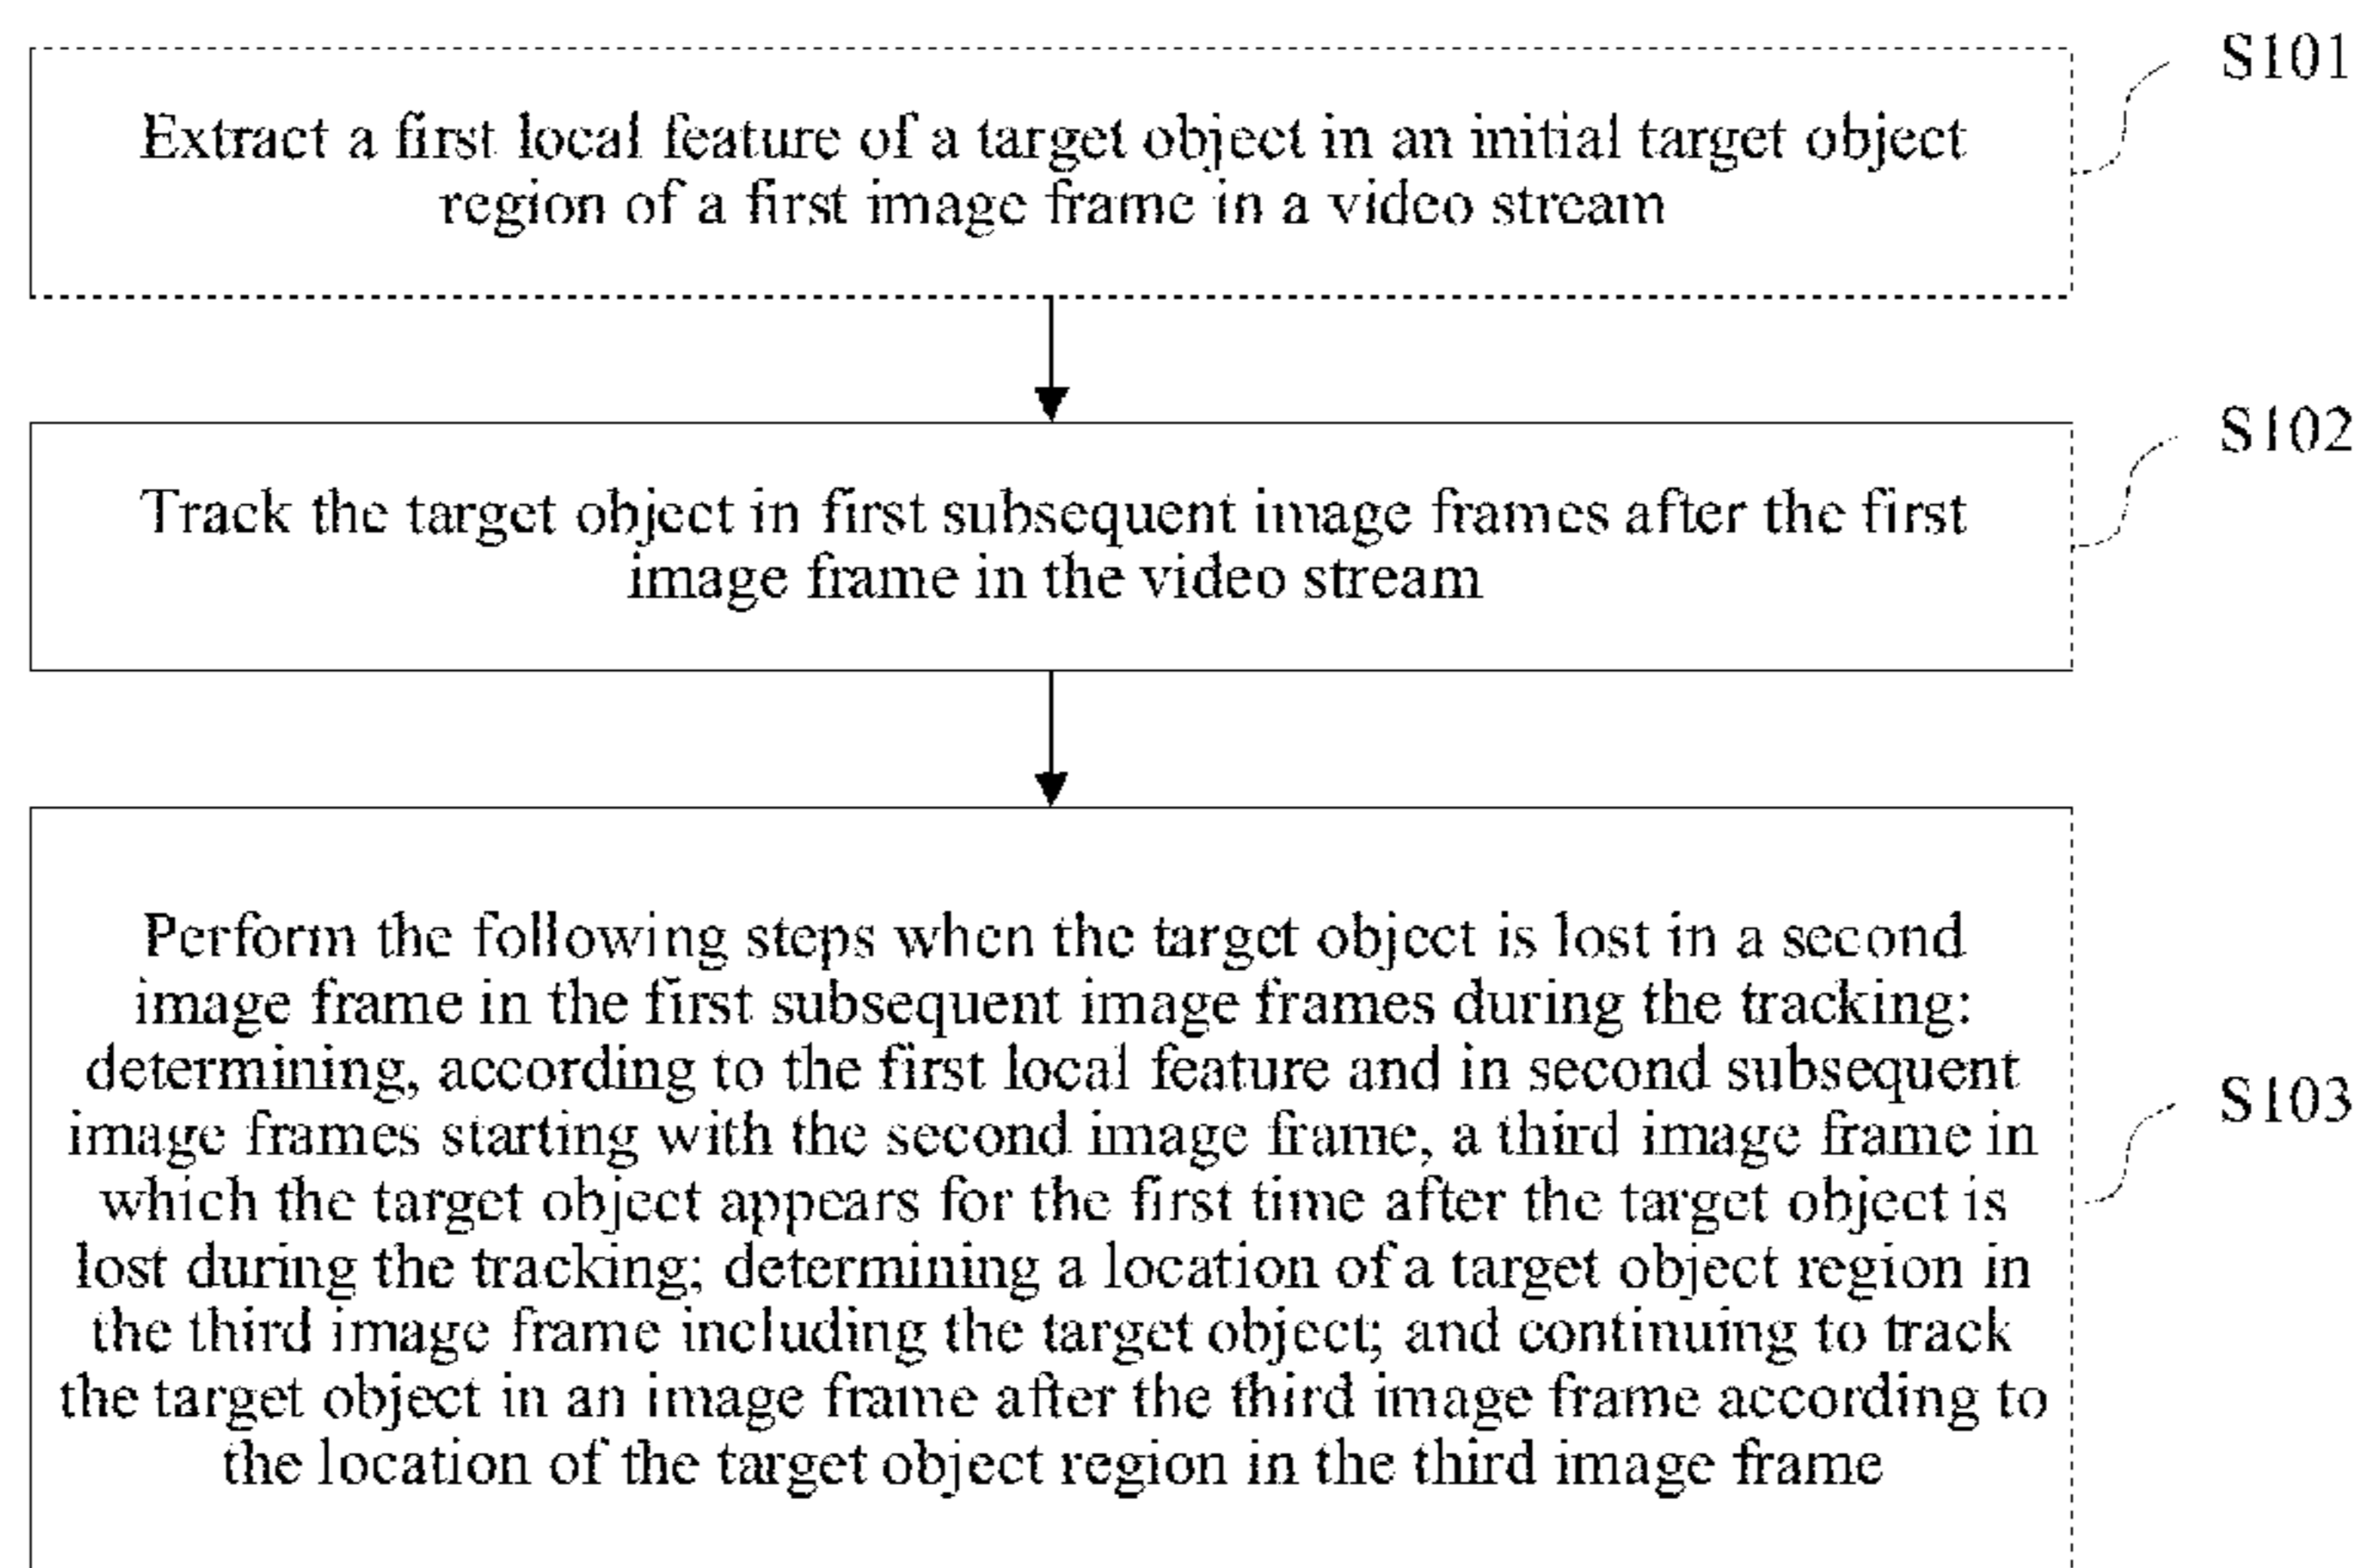 S101
Extract a first local feature of a target object in an initial target object
region of a first image frame in a video stream
S102
Track the target object in first subsequent image frames after the first
image frame in the video stream
Perform the following steps when the target object is lost in a second
image frame in the first subsequent image frames during the tracking:
determining, according to the first local feature and in second subsequent
image frames starting with the second image frame, a third image frame in
which the target object appears for the first time after the target object is
lost during the tracking; determining a location of a target object region in
the third image frame including the target object; and continuing to track
the target object in an image frame after the third image frame according to
the location of the target object region in the third image frame
S103